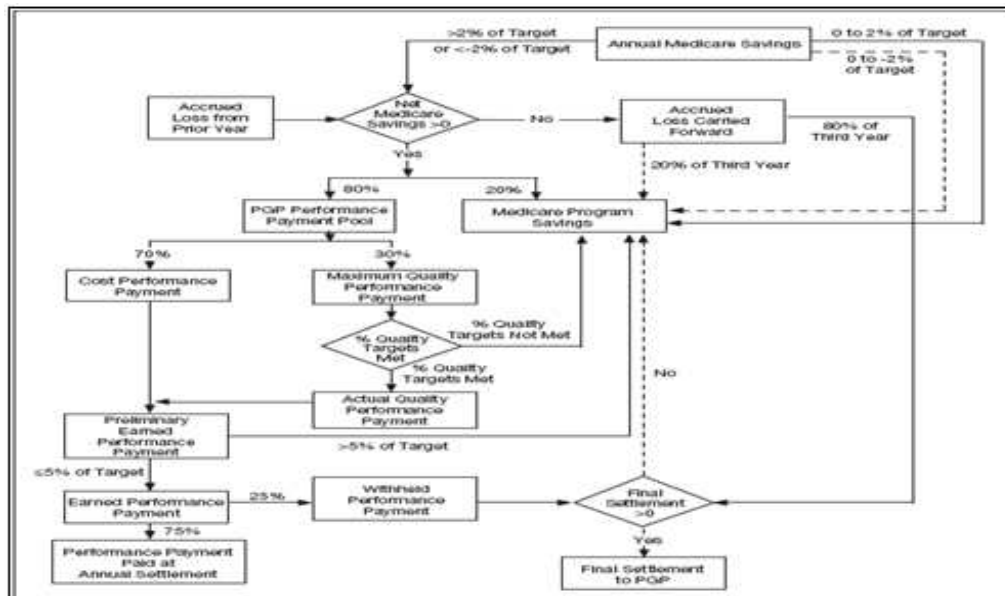 >2% of Target
or <-2% of Target
Annual Medicare Savings
0 to 2% of Target
0 to -2%
of Target
Accrued
Loss from
Prior Year
Net
Medicare
Savings >0
No
Accrued
Loss Carried
Forward
80% of
Third Year
Yes
20% of Third Year
80%
20%
PGP Performance
Payment Pool
Medicare Program
Savings
70%
30%
Cost Performance
Payment
Maximum Quality
Performance
Payment
% Quality
Targets
Met
% Quality
Targets Not Met
% Quality
Targets Met
No
Actual Quality
Performance
Payment
Preliminary
Earned
Performance
Payment
>5% of Target
≤5% of Target
Earned Performance
Payment
25%
Withheld
Performance
Payment
Final
Settlement
>0
75%
Yes
Performance Payment
Paid at
Annual Settlement
Final Settlement
to PGP